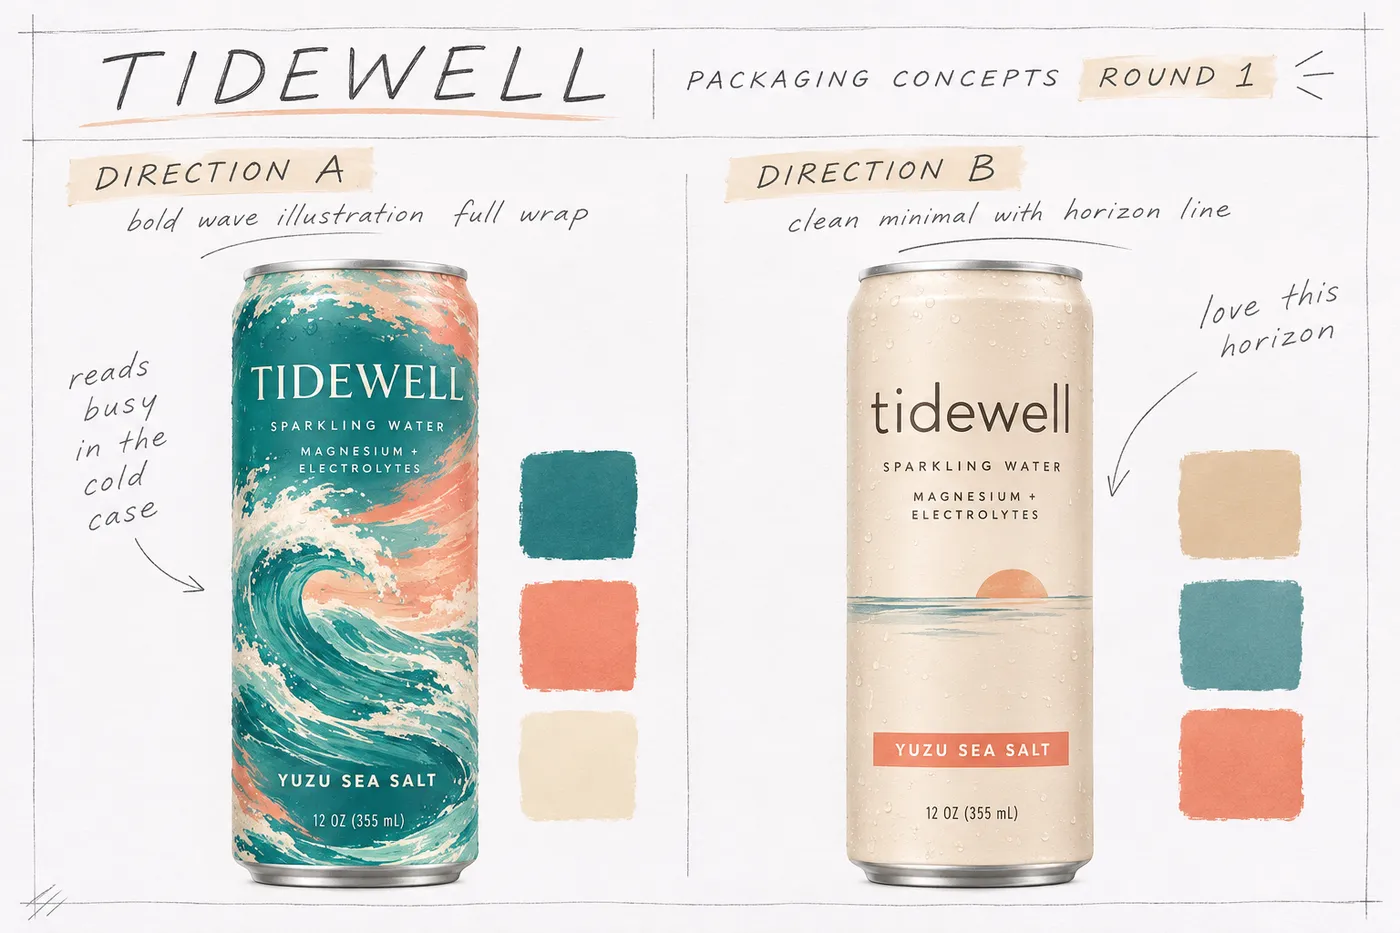 TIDEWELL
PACKAGING CONCEPTS ROUND 1
DIRECTION A
bold wave illustration full wrap
reads
busy
in the
cold
case
TIDEWELL
SPARKLING WATER
MAGNESIUM +
ELECTROLYTES
YUZU SEA SALT
12 OZ (355 mL)
DIRECTION B
clean minimal with horizon line
love this
horizon
tidewell
SPARKLING WATER
MAGNESIUM +
ELECTROLYTES
YUZU SEA SALT
12 OZ (355 mL)